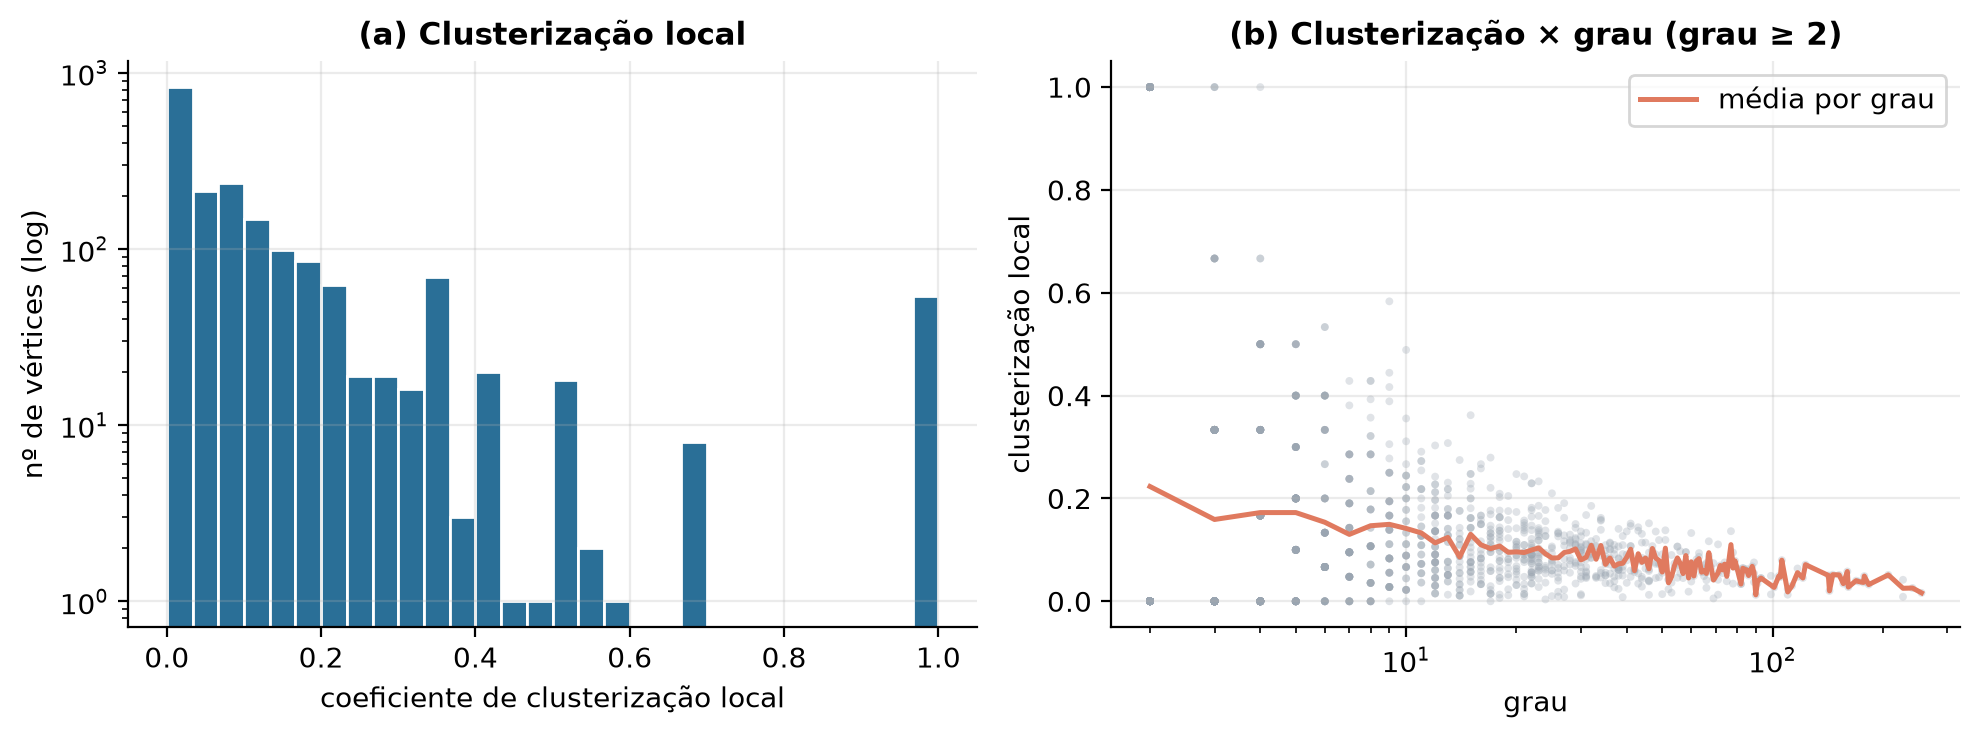 (a) Clusterização local
10³
10²
10¹
10⁰
nº de vértices (log)
0.0 0.2 0.4 0.6 0.8 1.0
coeficiente de clusterização local
(b) Clusterização × grau (grau ≥ 2)
média por grau
1.0
0.8
0.6
0.4
0.2
0.0
clusterização local
10¹ 10²
grau